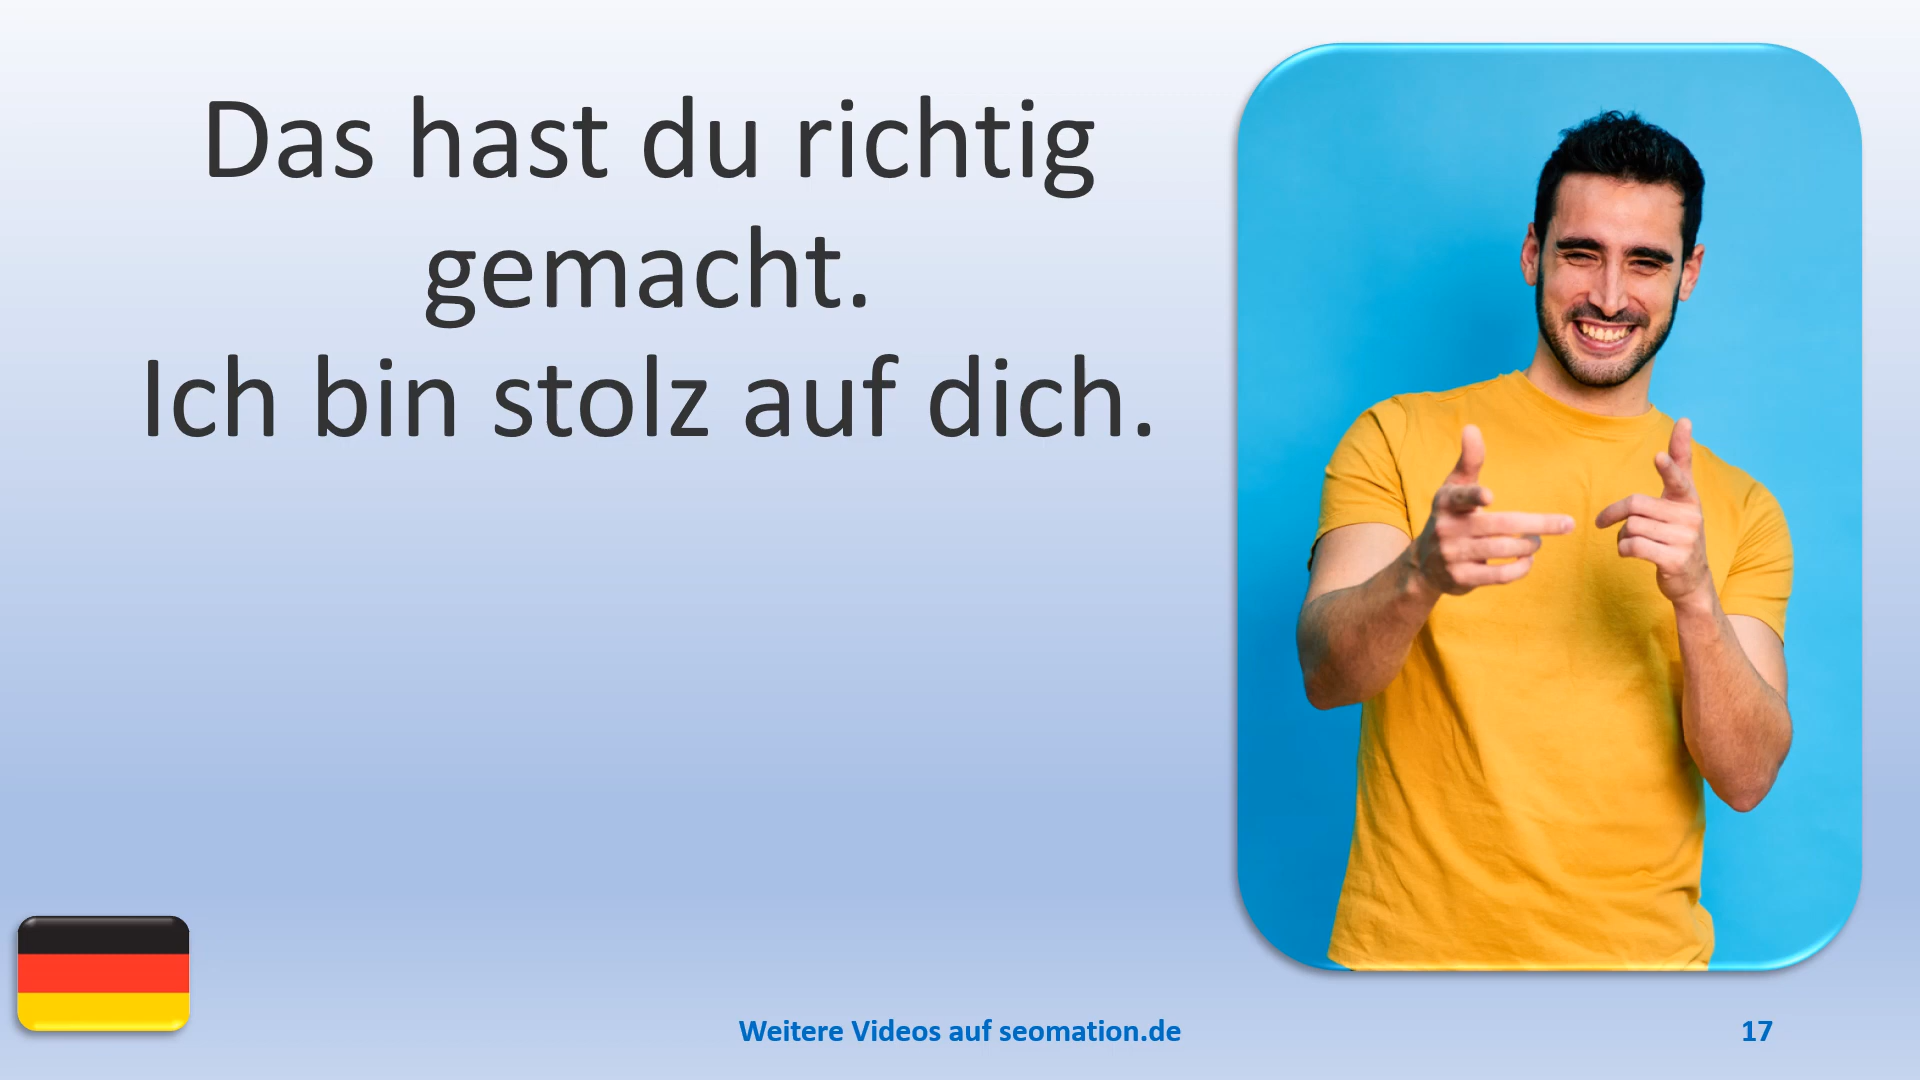 Das hast du richtig
gemacht.
Ich bin stolz auf dich.
Weitere Videos auf seomation.de
17